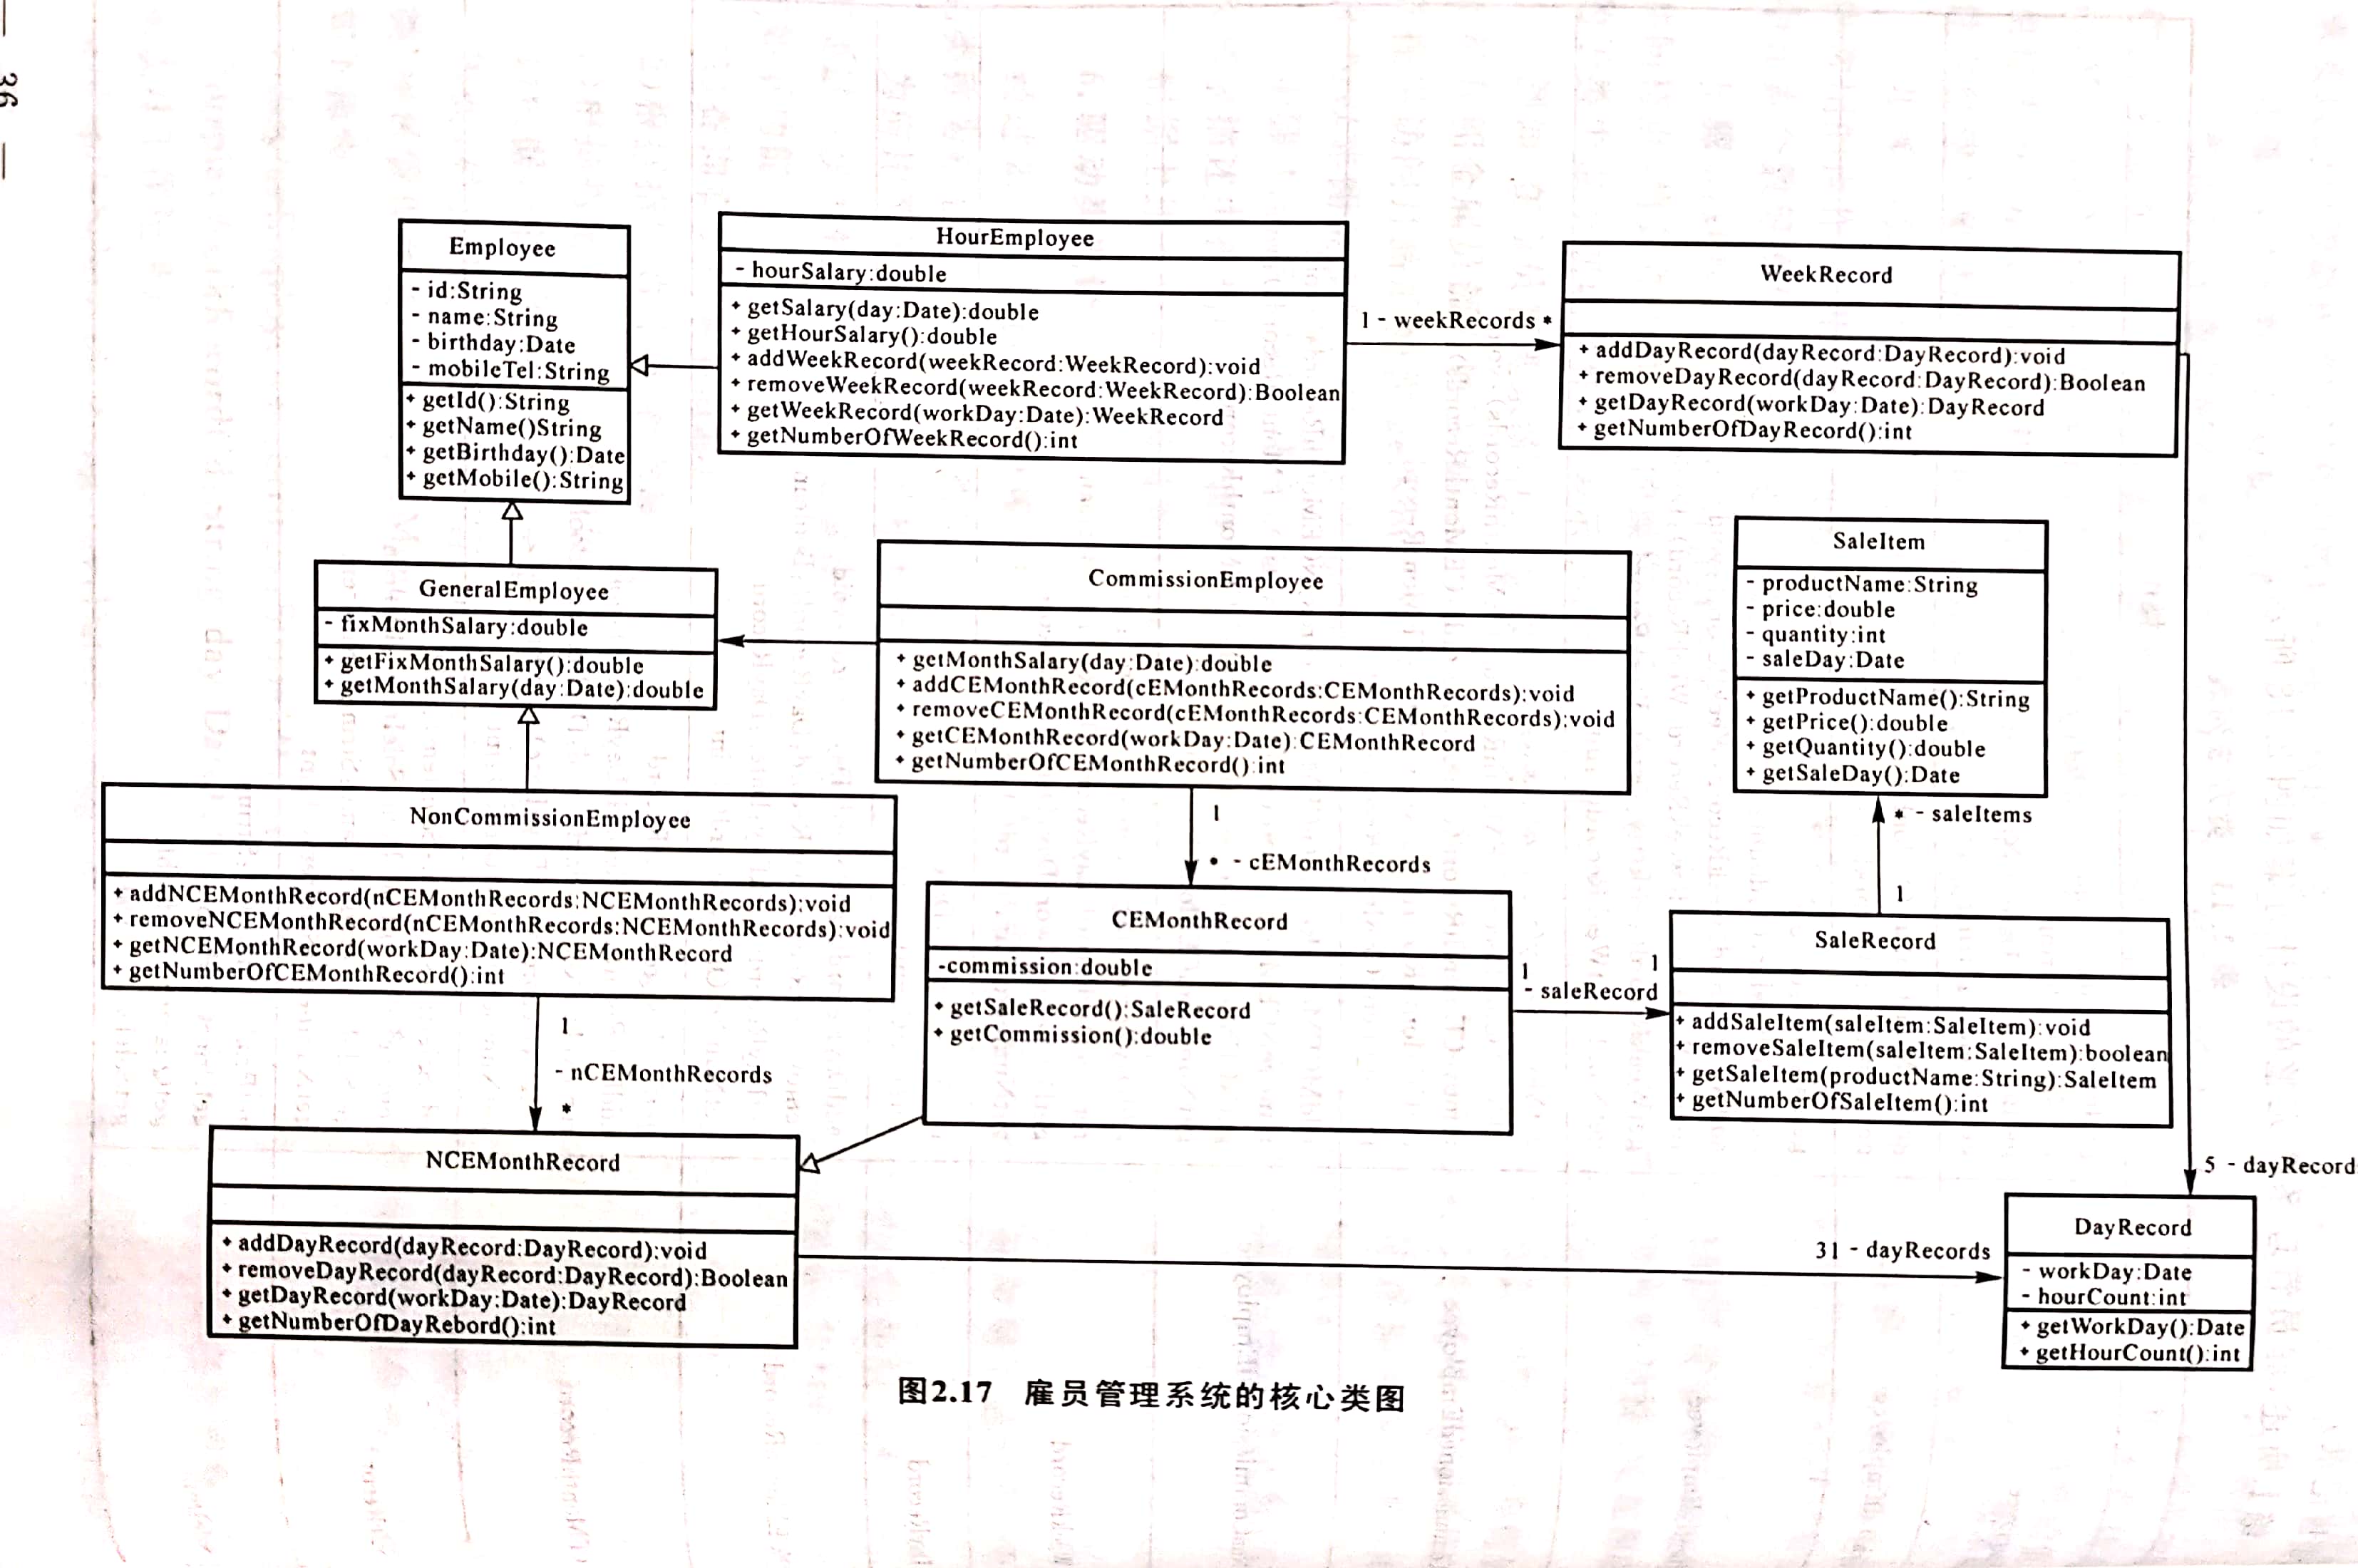 — 36 —
Employee
- id:String
- name:String
- birthday:Date
- mobileTel:String
+ getId():String
+ getName()String
+ getBirthday():Date
+ getMobile():String
HourEmployee
- hourSalary:double
+ getSalary(day:Date):double
+ getHourSalary():double
+ addWeekRecord(weekRecord:WeekRecord):void
+ removeWeekRecord(weekRecord:WeekRecord):Boolean
+ getWeekRecord(workDay:Date):WeekRecord
+ getNumberOfWeekRecord():int
1 - weekRecords *
WeekRecord
+ addDayRecord(dayRecord:DayRecord):void
+ removeDayRecord(dayRecord:DayRecord):Boolean
+ getDayRecord(workDay:Date):DayRecord
+ getNumberOfDayRecord():int
GeneralEmployee
- fixMonthSalary:double
+ getFixMonthSalary():double
+ getMonthSalary(day:Date):double
CommissionEmployee
+ getMonthSalary(day:Date):double
+ addCEMonthRecord(cEMonthRecords:CEMonthRecords):void
+ removeCEMonthRecord(cEMonthRecords:CEMonthRecords):void
+ getCEMonthRecord(workDay:Date):CEMonthRecord
+ getNumberOfCEMonthRecord():int
SaleItem
- productName:String
- price:double
- quantity:int
- saleDay:Date
+ getProductName():String
+ getPrice():double
+ getQuantity():double
+ getSaleDay():Date
* - saleItems
1
NonCommissionEmployee
+ addNCEMonthRecord(nCEMonthRecords:NCEMonthRecords):void
+ removeNCEMonthRecord(nCEMonthRecords:NCEMonthRecords):void
+ getNCEMonthRecord(workDay:Date):NCEMonthRecord
+ getNumberOfCEMonthRecord():int
1
* - cEMonthRecords
CEMonthRecord
-commission:double
+ getSaleRecord():SaleRecord
+ getCommission():double
1 1
- saleRecord
SaleRecord
+ addSaleItem(saleItem:SaleItem):void
+ removeSaleItem(saleItem:SaleItem):boolean
+ getSaleItem(productName:String):SaleItem
+ getNumberOfSaleItem():int
1
- nCEMonthRecords
*
NCEMonthRecord
+ addDayRecord(dayRecord:DayRecord):void
+ removeDayRecord(dayRecord:DayRecord):Boolean
+ getDayRecord(workDay:Date):DayRecord
+ getNumberOfDayRebord():int
31 - dayRecords
5 - dayRecord
DayRecord
- workDay:Date
- hourCount:int
+ getWorkDay():Date
+ getHourCount():int
图2.17 雇员管理系统的核心类图